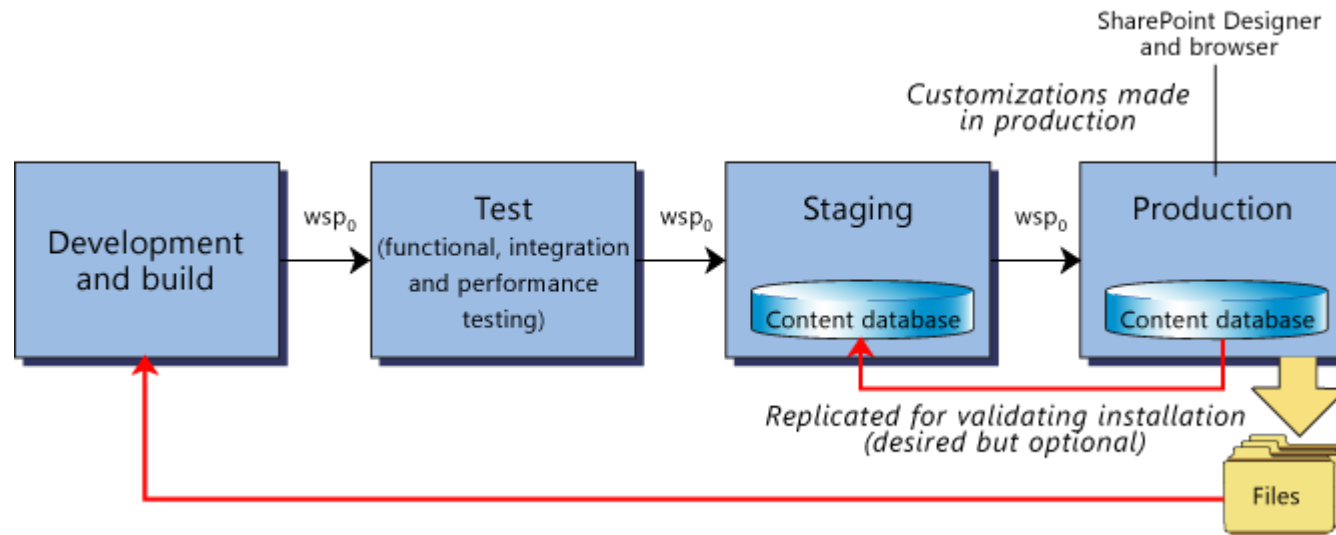 SharePoint Designer
and browser
Customizations made
in production
Development
and build
wsp₀
Test
(functional, integration
and performance
testing)
wsp₀
Staging
Content database
wsp₀
Production
Content database
Replicated for validating installation
(desired but optional)
Files